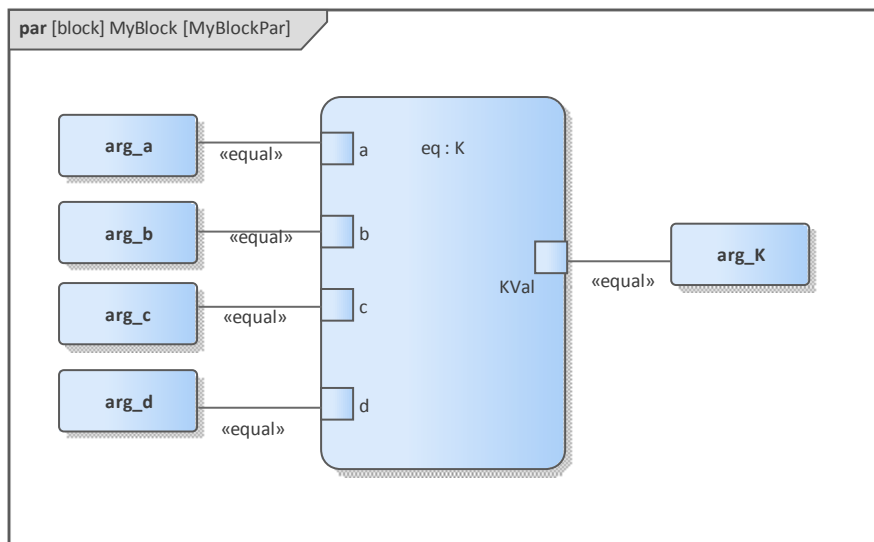 par [block] MyBlock [MyBlockPar]
arg_a
«equal»
a
eq : K
arg_b
«equal»
b
arg_c
«equal»
c
arg_d
«equal»
d
KVal
«equal»
arg_K